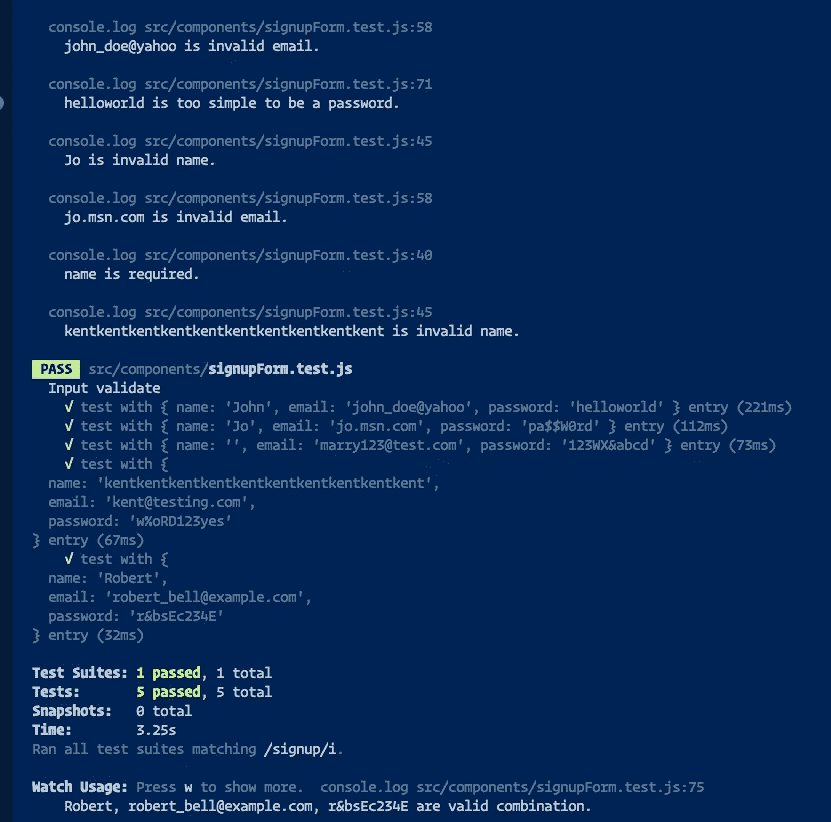 console.log src/components/signupForm.test.js:58
john_doe@yahoo is invalid email.
console.log src/components/signupForm.test.js:71
helloworld is too simple to be a password.
console.log src/components/signupForm.test.js:45
Jo is invalid name.
console.log src/components/signupForm.test.js:58
jo.msn.com is invalid email.
console.log src/components/signupForm.test.js:40
name is required.
console.log src/components/signupForm.test.js:45
kentkentkentkentkentkentkentkentkentkent is invalid name.
PASS src/components/signupForm.test.js
Input validate
√ test with { name: 'John', email: 'john_doe@yahoo', password: 'helloworld' } entry (221ms)
√ test with { name: 'Jo', email: 'jo.msn.com', password: 'pa$$W0rd' } entry (112ms)
√ test with { name: '', email: 'marry123@test.com', password: '123WX&abcd' } entry (73ms)
√ test with {
name: 'kentkentkentkentkentkentkentkentkentkent',
email: 'kent@testing.com',
password: 'w%oRD123yes'
} entry (67ms)
√ test with {
name: 'Robert',
email: 'robert_bell@example.com',
password: 'r&bsEc234E'
} entry (32ms)
Test Suites: 1 passed, 1 total
Tests: 5 passed, 5 total
Snapshots: 0 total
Time: 3.25s
Ran all test suites matching /signup/i.
Watch Usage: Press w to show more. console.log src/components/signupForm.test.js:75
Robert, robert_bell@example.com, r&bsEc234E are valid combination.